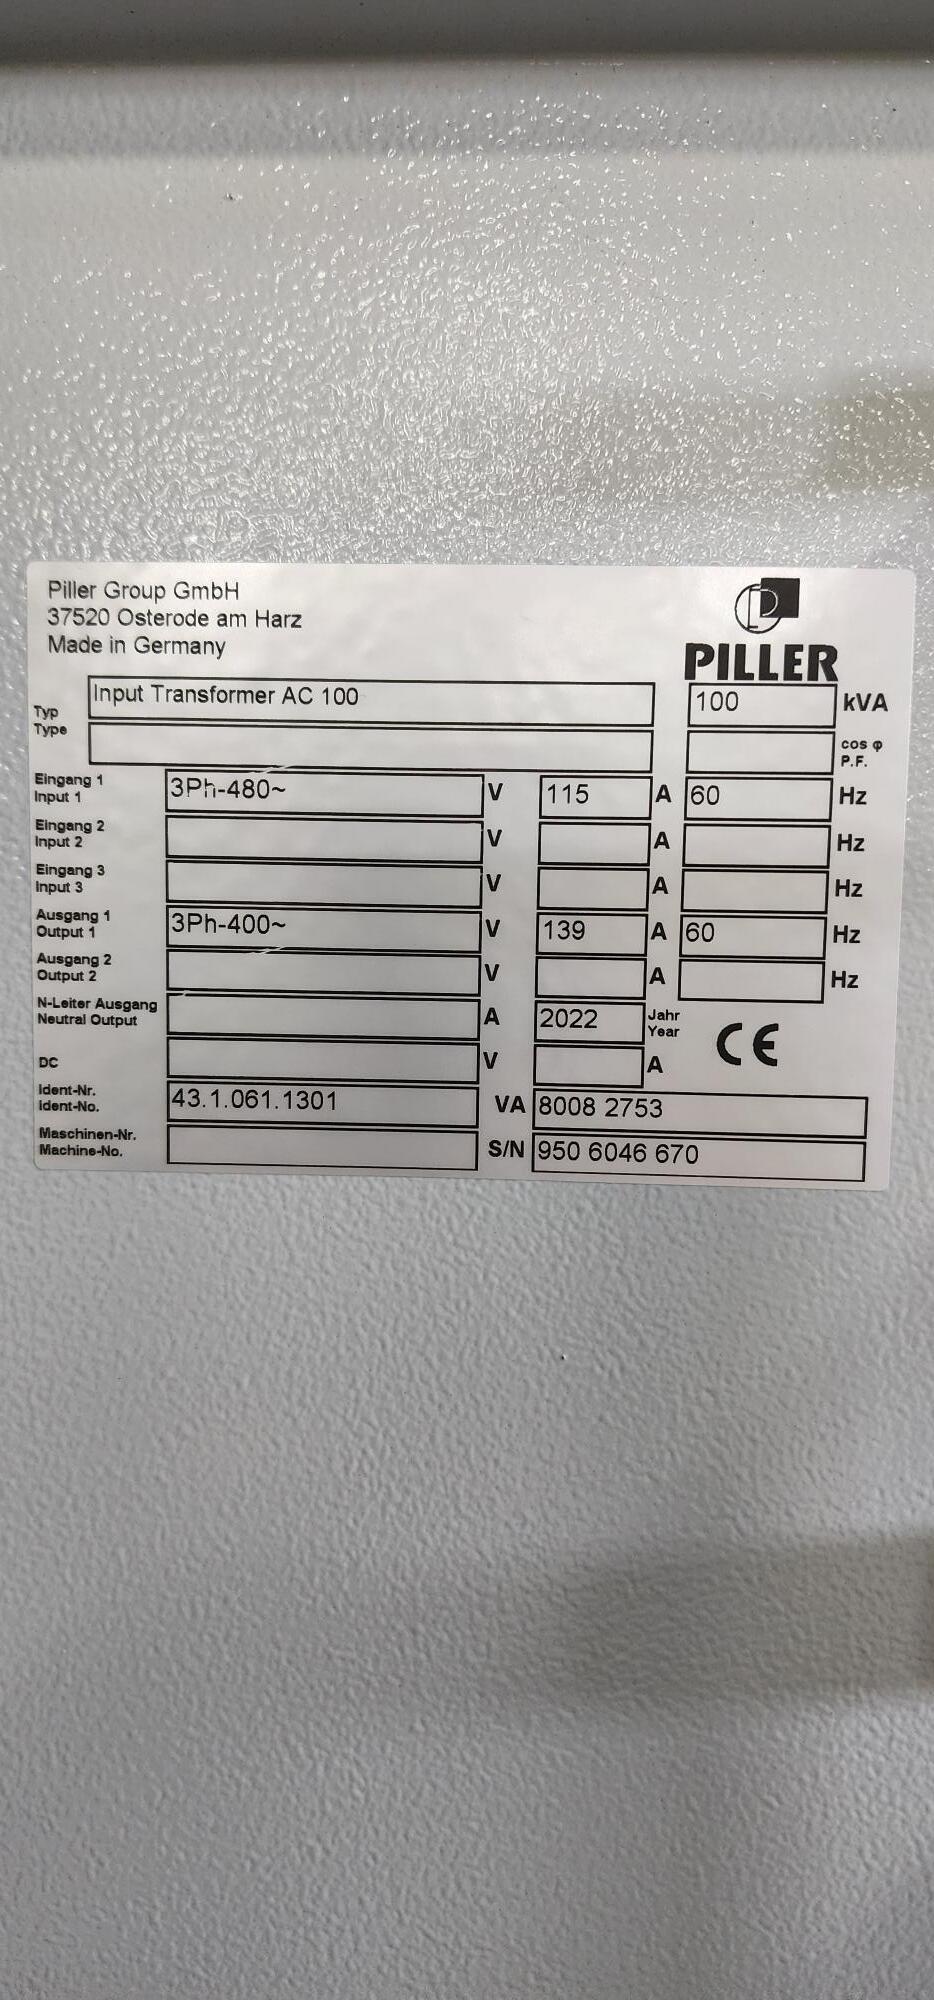 Piller Group GmbH
37520 Osterode am Harz
Made in Germany
PILLER
Typ
Type
Input Transformer AC 100
100 kVA
cos φ
P.F.
Eingang 1
Input 1
3Ph-480~ V 115 A 60 Hz
Eingang 2
Input 2
V A Hz
Eingang 3
Input 3
V A Hz
Ausgang 1
Output 1
3Ph-400~ V 139 A 60 Hz
Ausgang 2
Output 2
V A Hz
N-Leiter Ausgang
Neutral Output
A 2022
Jahr
Year
CE
DC V A
Ident-Nr.
Ident-No.
43.1.061.1301 VA 8008 2753
Maschinen-Nr.
Machine-No.
S/N 950 6046 670